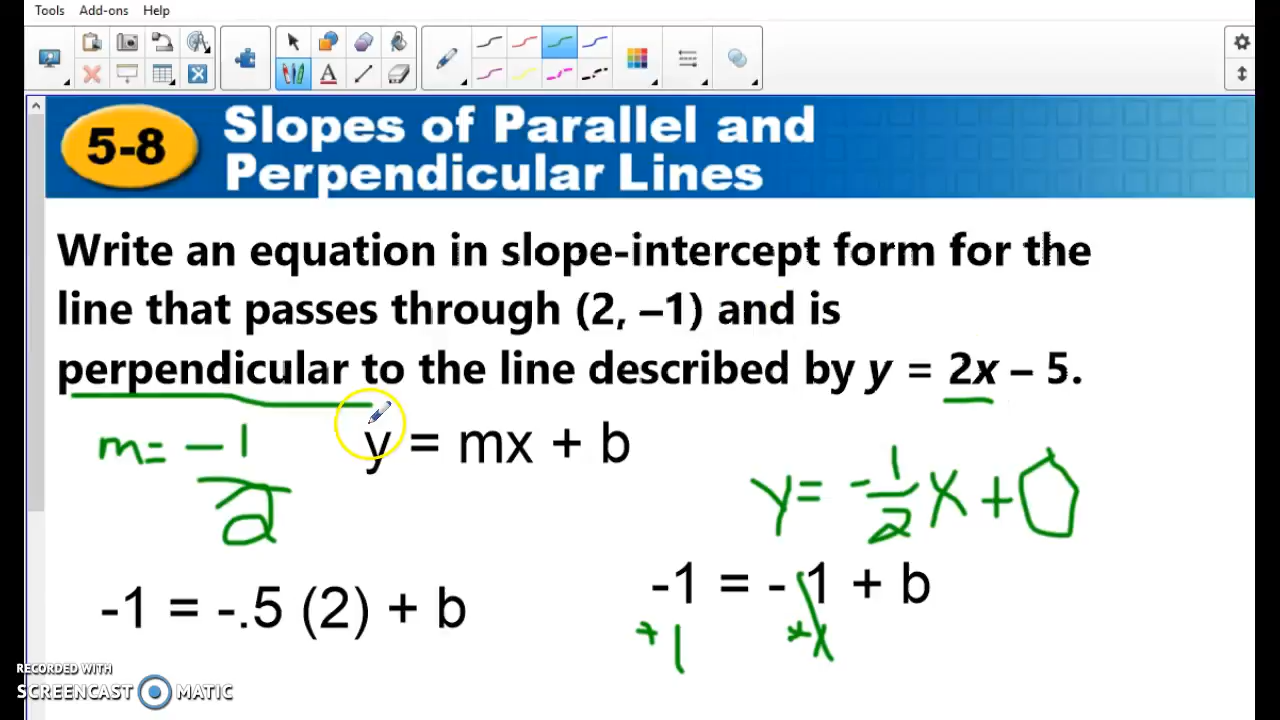 Tools Add-ons Help
5-8 Slopes of Parallel and
Perpendicular Lines
Write an equation in slope-intercept form for the
line that passes through (2, –1) and is
perpendicular to the line described by y = 2x – 5.
m= -1/2
y = mx + b
y= -1/2 x + 0
-1 = -.5 (2) + b
-1 = - 1 + b
+1 +1
RECORDED WITH
SCREENCAST MATIC